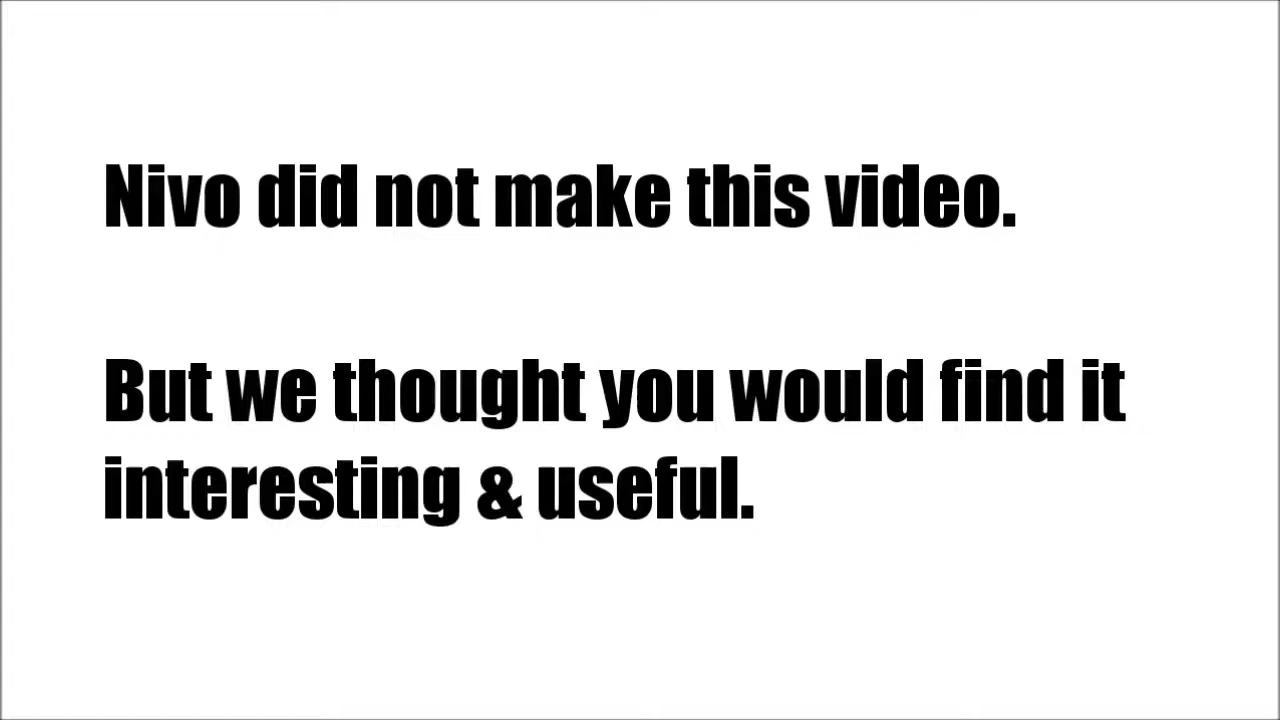 Nivo did not make this video.
But we thought you would find it
interesting & useful.